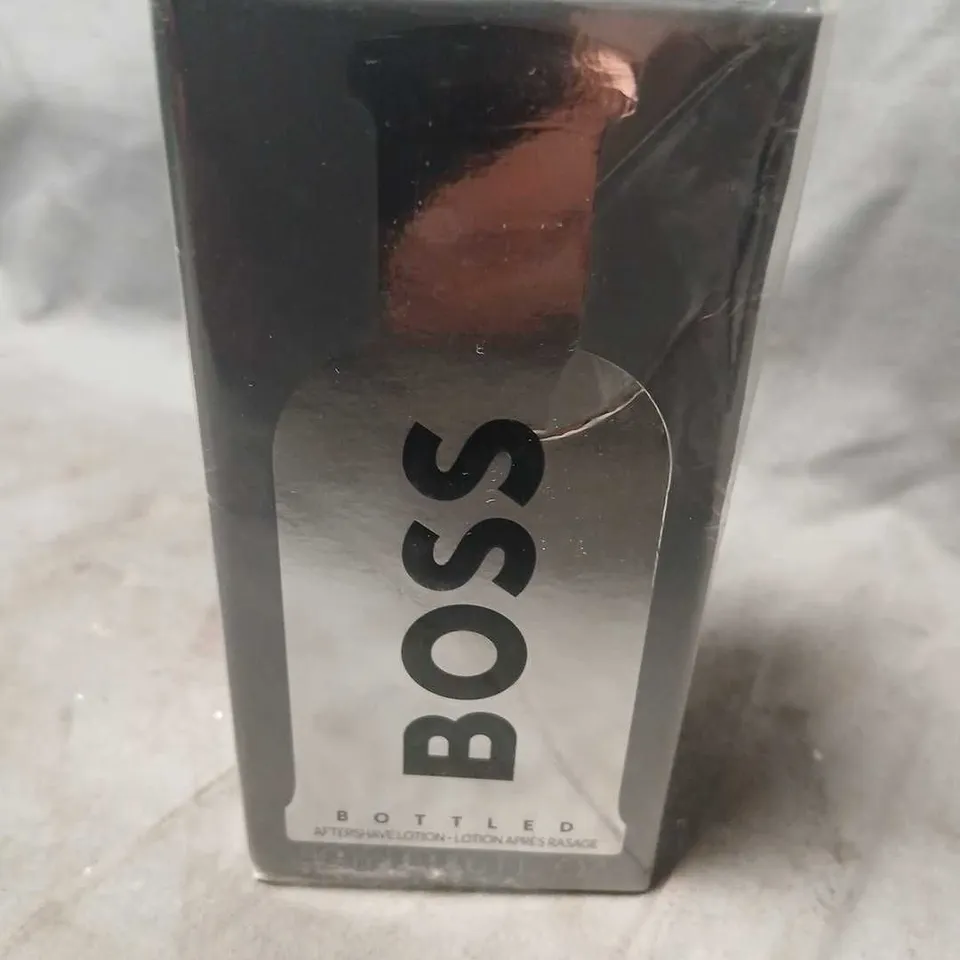 BOSS
BOTTLED
AFTERSHAVE LOTION - LOTION APRÈS RASAGE